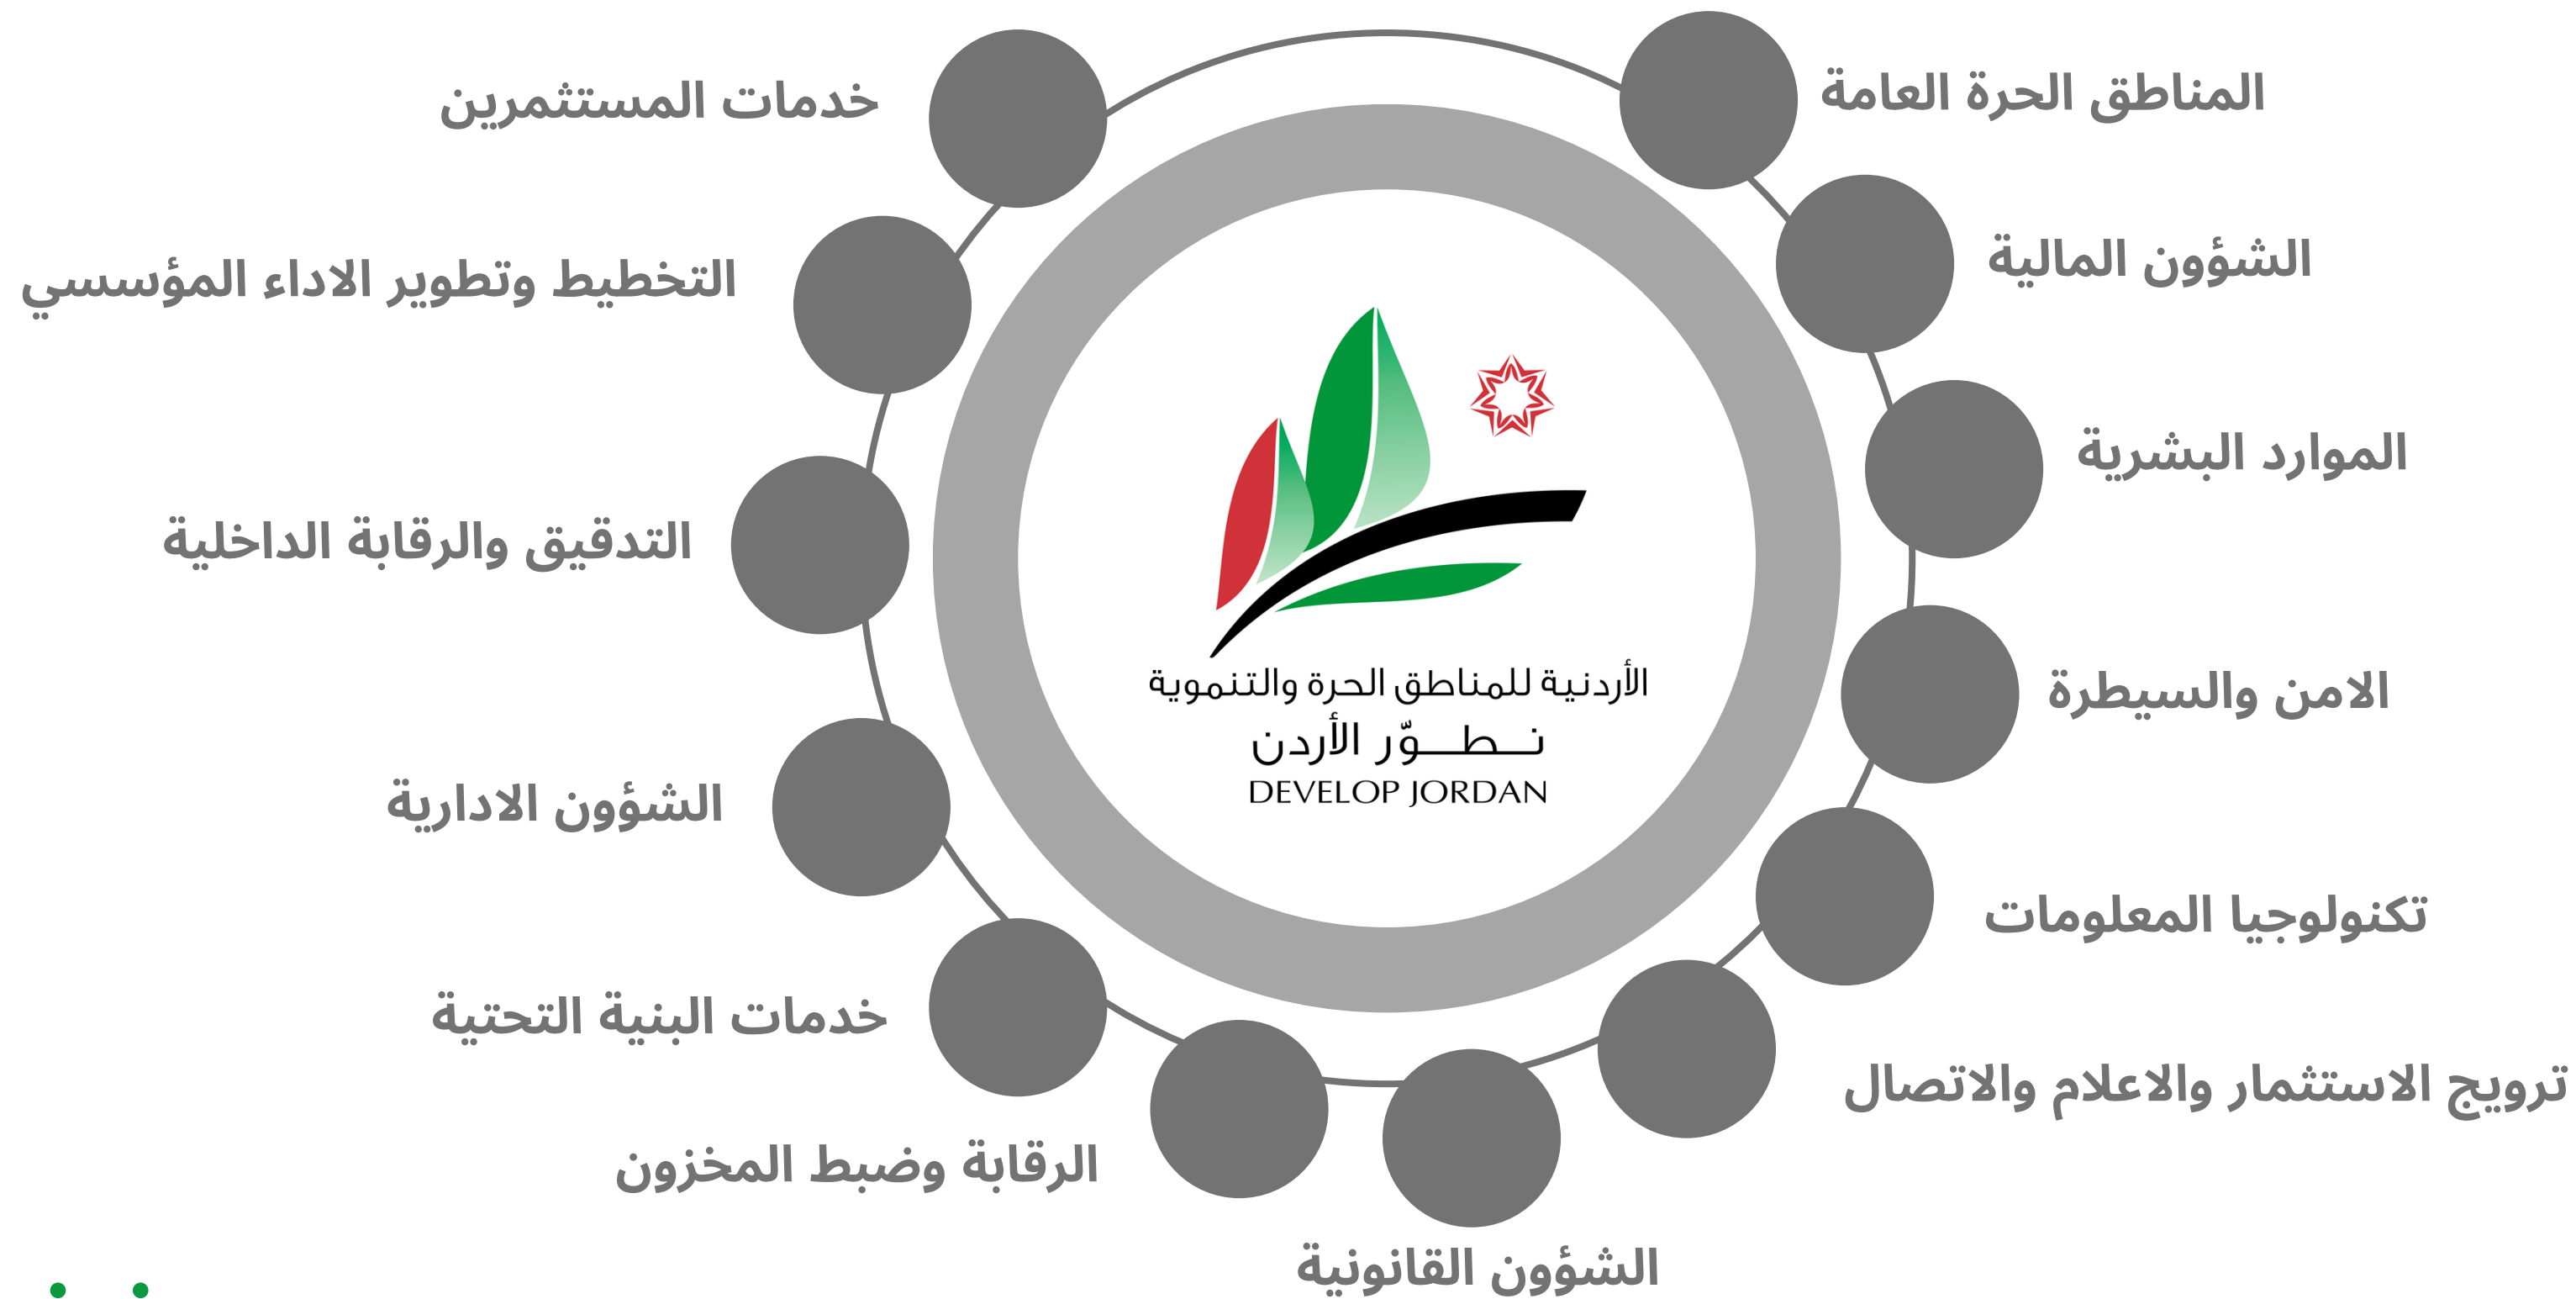 المناطق الحرة العامة
خدمات المستثمرين
الشؤون المالية
التخطيط وتطوير الاداء المؤسسي
الموارد البشرية
التدقيق والرقابة الداخلية
الامن والسيطرة
الأردنية للمناطق الحرة والتنموية
نـــطـــوّر الأردن
DEVELOP JORDAN
الشؤون الادارية
تكنولوجيا المعلومات
خدمات البنية التحتية
ترويج الاستثمار والاعلام والاتصال
الرقابة وضبط المخزون
الشؤون القانونية